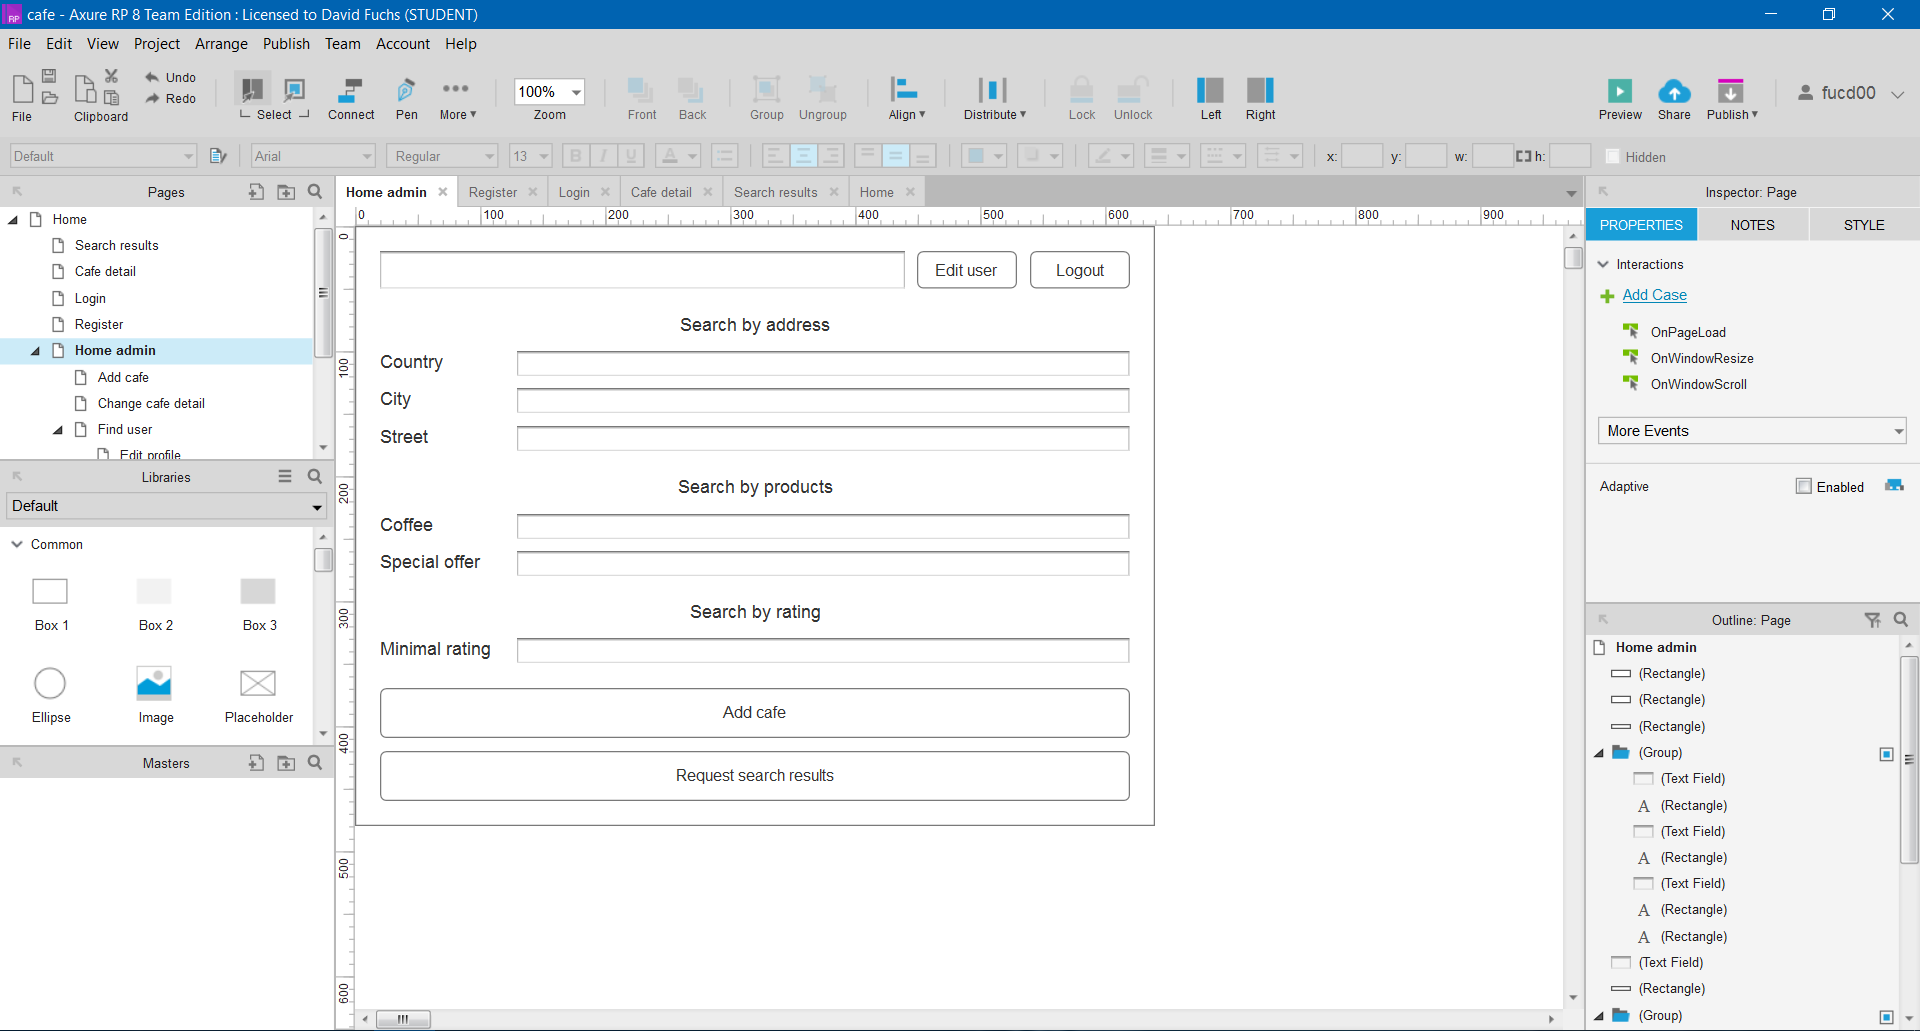 cafe - Axure RP 8 Team Edition : Licensed to David Fuchs (STUDENT)
File Edit View Project Arrange Publish Team Account Help
Undo
Redo
File Clipboard Select Connect Pen More 100% Zoom Front Back Group Ungroup Align Distribute Lock Unlock Left Right Preview Share Publish fucd00
Default Arial Regular 13 B I U A x: y: w: h: Hidden
Pages
Home
Search results
Cafe detail
Login
Register
Home admin
Add cafe
Change cafe detail
Find user
Edit profile
Libraries
Default
Common
Box 1 Box 2 Box 3
Ellipse Image Placeholder
Masters
Home admin Register Login Cafe detail Search results Home
0 100 200 300 400 500 600 700 800 900
0
100
200
300
400
500
600
Edit user Logout
Search by address
Country
City
Street
Search by products
Coffee
Special offer
Search by rating
Minimal rating
Add cafe
Request search results
Inspector: Page
PROPERTIES NOTES STYLE
Interactions
Add Case
OnPageLoad
OnWindowResize
OnWindowScroll
More Events
Adaptive Enabled
Outline: Page
Home admin
(Rectangle)
(Rectangle)
(Rectangle)
(Group)
(Text Field)
A (Rectangle)
(Text Field)
A (Rectangle)
(Text Field)
A (Rectangle)
A (Rectangle)
(Text Field)
(Rectangle)
(Group)